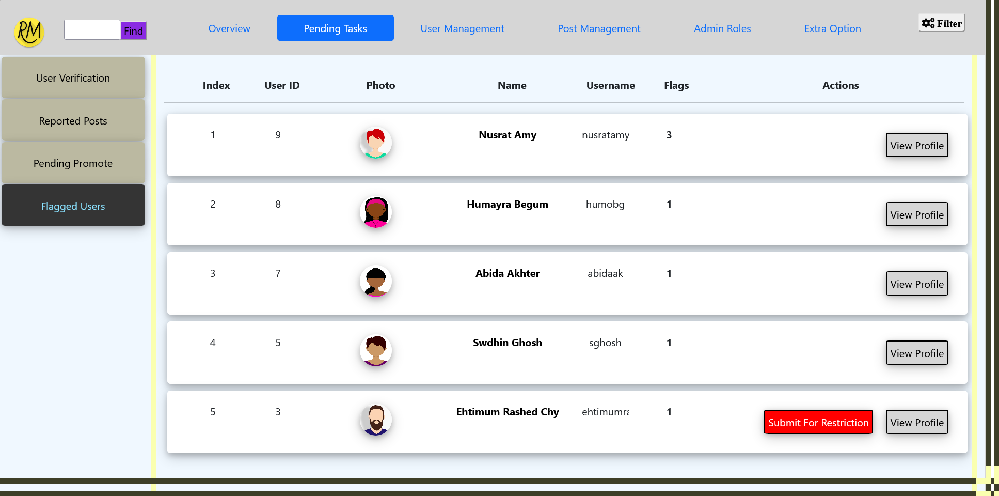 RM
Find
Overview
Pending Tasks
User Management
Post Management
Admin Roles
Extra Option
Filter
User Verification
Reported Posts
Pending Promote
Flagged Users
Index User ID Photo Name Username Flags Actions
1 9 Nusrat Amy nusratamy 3 View Profile
2 8 Humayra Begum humobg 1 View Profile
3 7 Abida Akhter abidaak 1 View Profile
4 5 Swdhin Ghosh sghosh 1 View Profile
5 3 Ehtimum Rashed Chy ehtimumra 1 Submit For Restriction View Profile